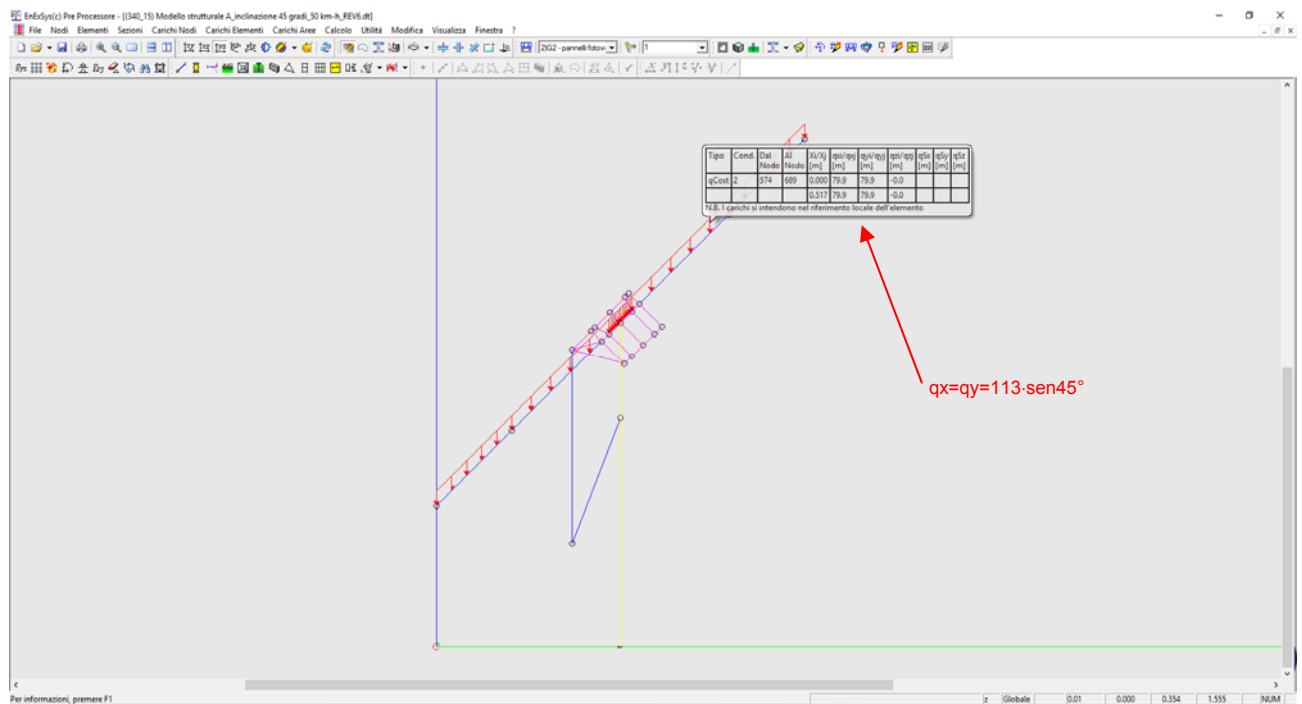 EnExSys(c) Pre Processore - [(340_15) Modello strutturale A_inclinazione 45 gradi_50 km-h_REV6.dt]
File Nodi Elementi Sezioni Carichi Nodi Carichi Elementi Carichi Aree Calcolo Utilità Modifica Visualizza Finestra ?
2)G2 - pannelli fotov 1
Tipo Cond. Dal Nodo Al Nodo Xi/Xj [m] qxi/qxj [m] qyi/qyj [m] qzi/qzj [m] qSx [m] qSy [m] qSz [m]
qCost 2 574 689 0.000 79.9 79.9 -0.0
0.517 79.9 79.9 -0.0
N.B. I carichi si intendono nel riferimento locale dell'elemento
qx=qy=113·sen45°
Per informazioni, premere F1 z Globale 0.01 0.000 0.354 1.555 NUM